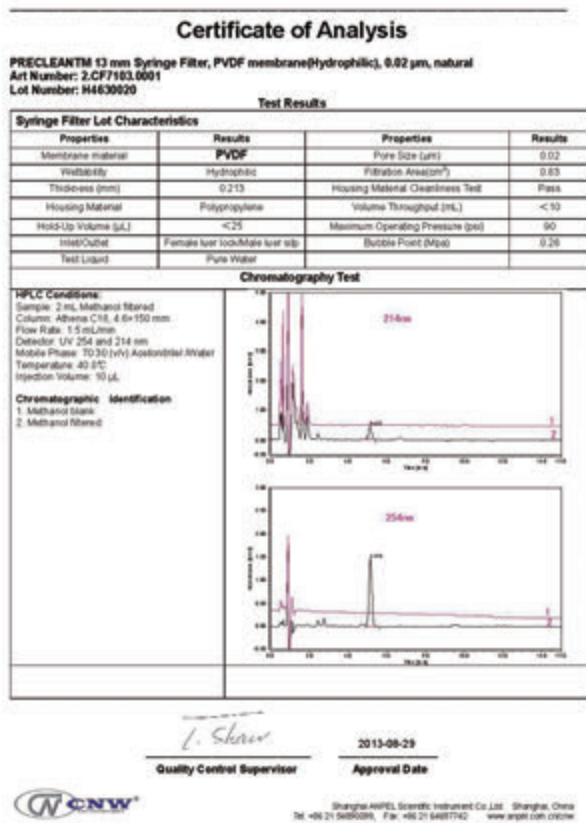 Certificate of Analysis
PRECLEANTM 13 mm Syringe Filter, PVDF membrane(Hydrophilic), 0.02 μm, natural
Art Number: 2.CF7103.0001
Lot Number: H4630020
Test Results
Syringe Filter Lot Characteristics
Properties Results Properties Results
Membrane material PVDF Pore Size (μm) 0.02
Wettability Hydrophilic Filtration Area(cm²) 0.83
Thickness (mm) 0.213 Housing Material Cleanliness Test Pass
Housing Material Polypropylene Volume Throughput (mL) <10
Hold-Up Volume (μL) <25 Maximum Operating Pressure (psi) 90
Inlet/Outlet Female luer lock/Male luer slip Bubble Point (Mpa) 0.26
Test Liquid Pure Water
Chromatography Test
HPLC Conditions:
Sample: 2 mL Methanol filtered
Column: Athena C18, 4.6×150 mm
Flow Rate: 1.5 mL/min
Detector: UV 254 and 214 nm
Mobile Phase: 70:30 (v/v) Acetonitrile/Water
Temperature: 40.0℃
Injection Volume: 10 μL
Chromatographic Identification
1. Methanol blank
2. Methanol filtered
214nm
1
2
254nm
1
2
2013-08-29
Quality Control Supervisor Approval Date
CNW
Shanghai ANPEL Scientific Instrument Co.,Ltd. Shanghai, China